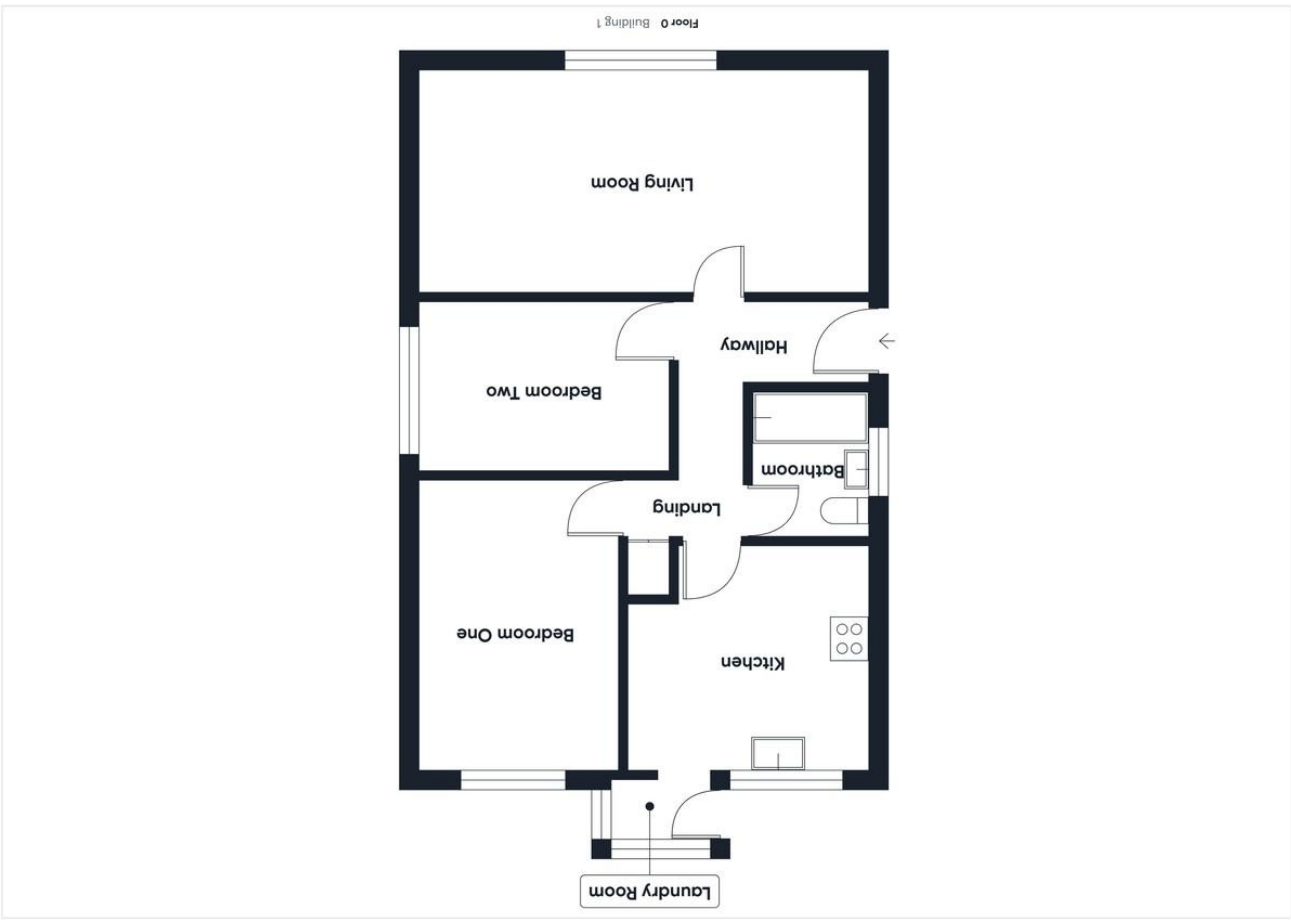 Laundry Room
Kitchen
Bedroom One
Landing
Bathroom
Bedroom Two
Hallway
Living Room
Floor 0 Building 1